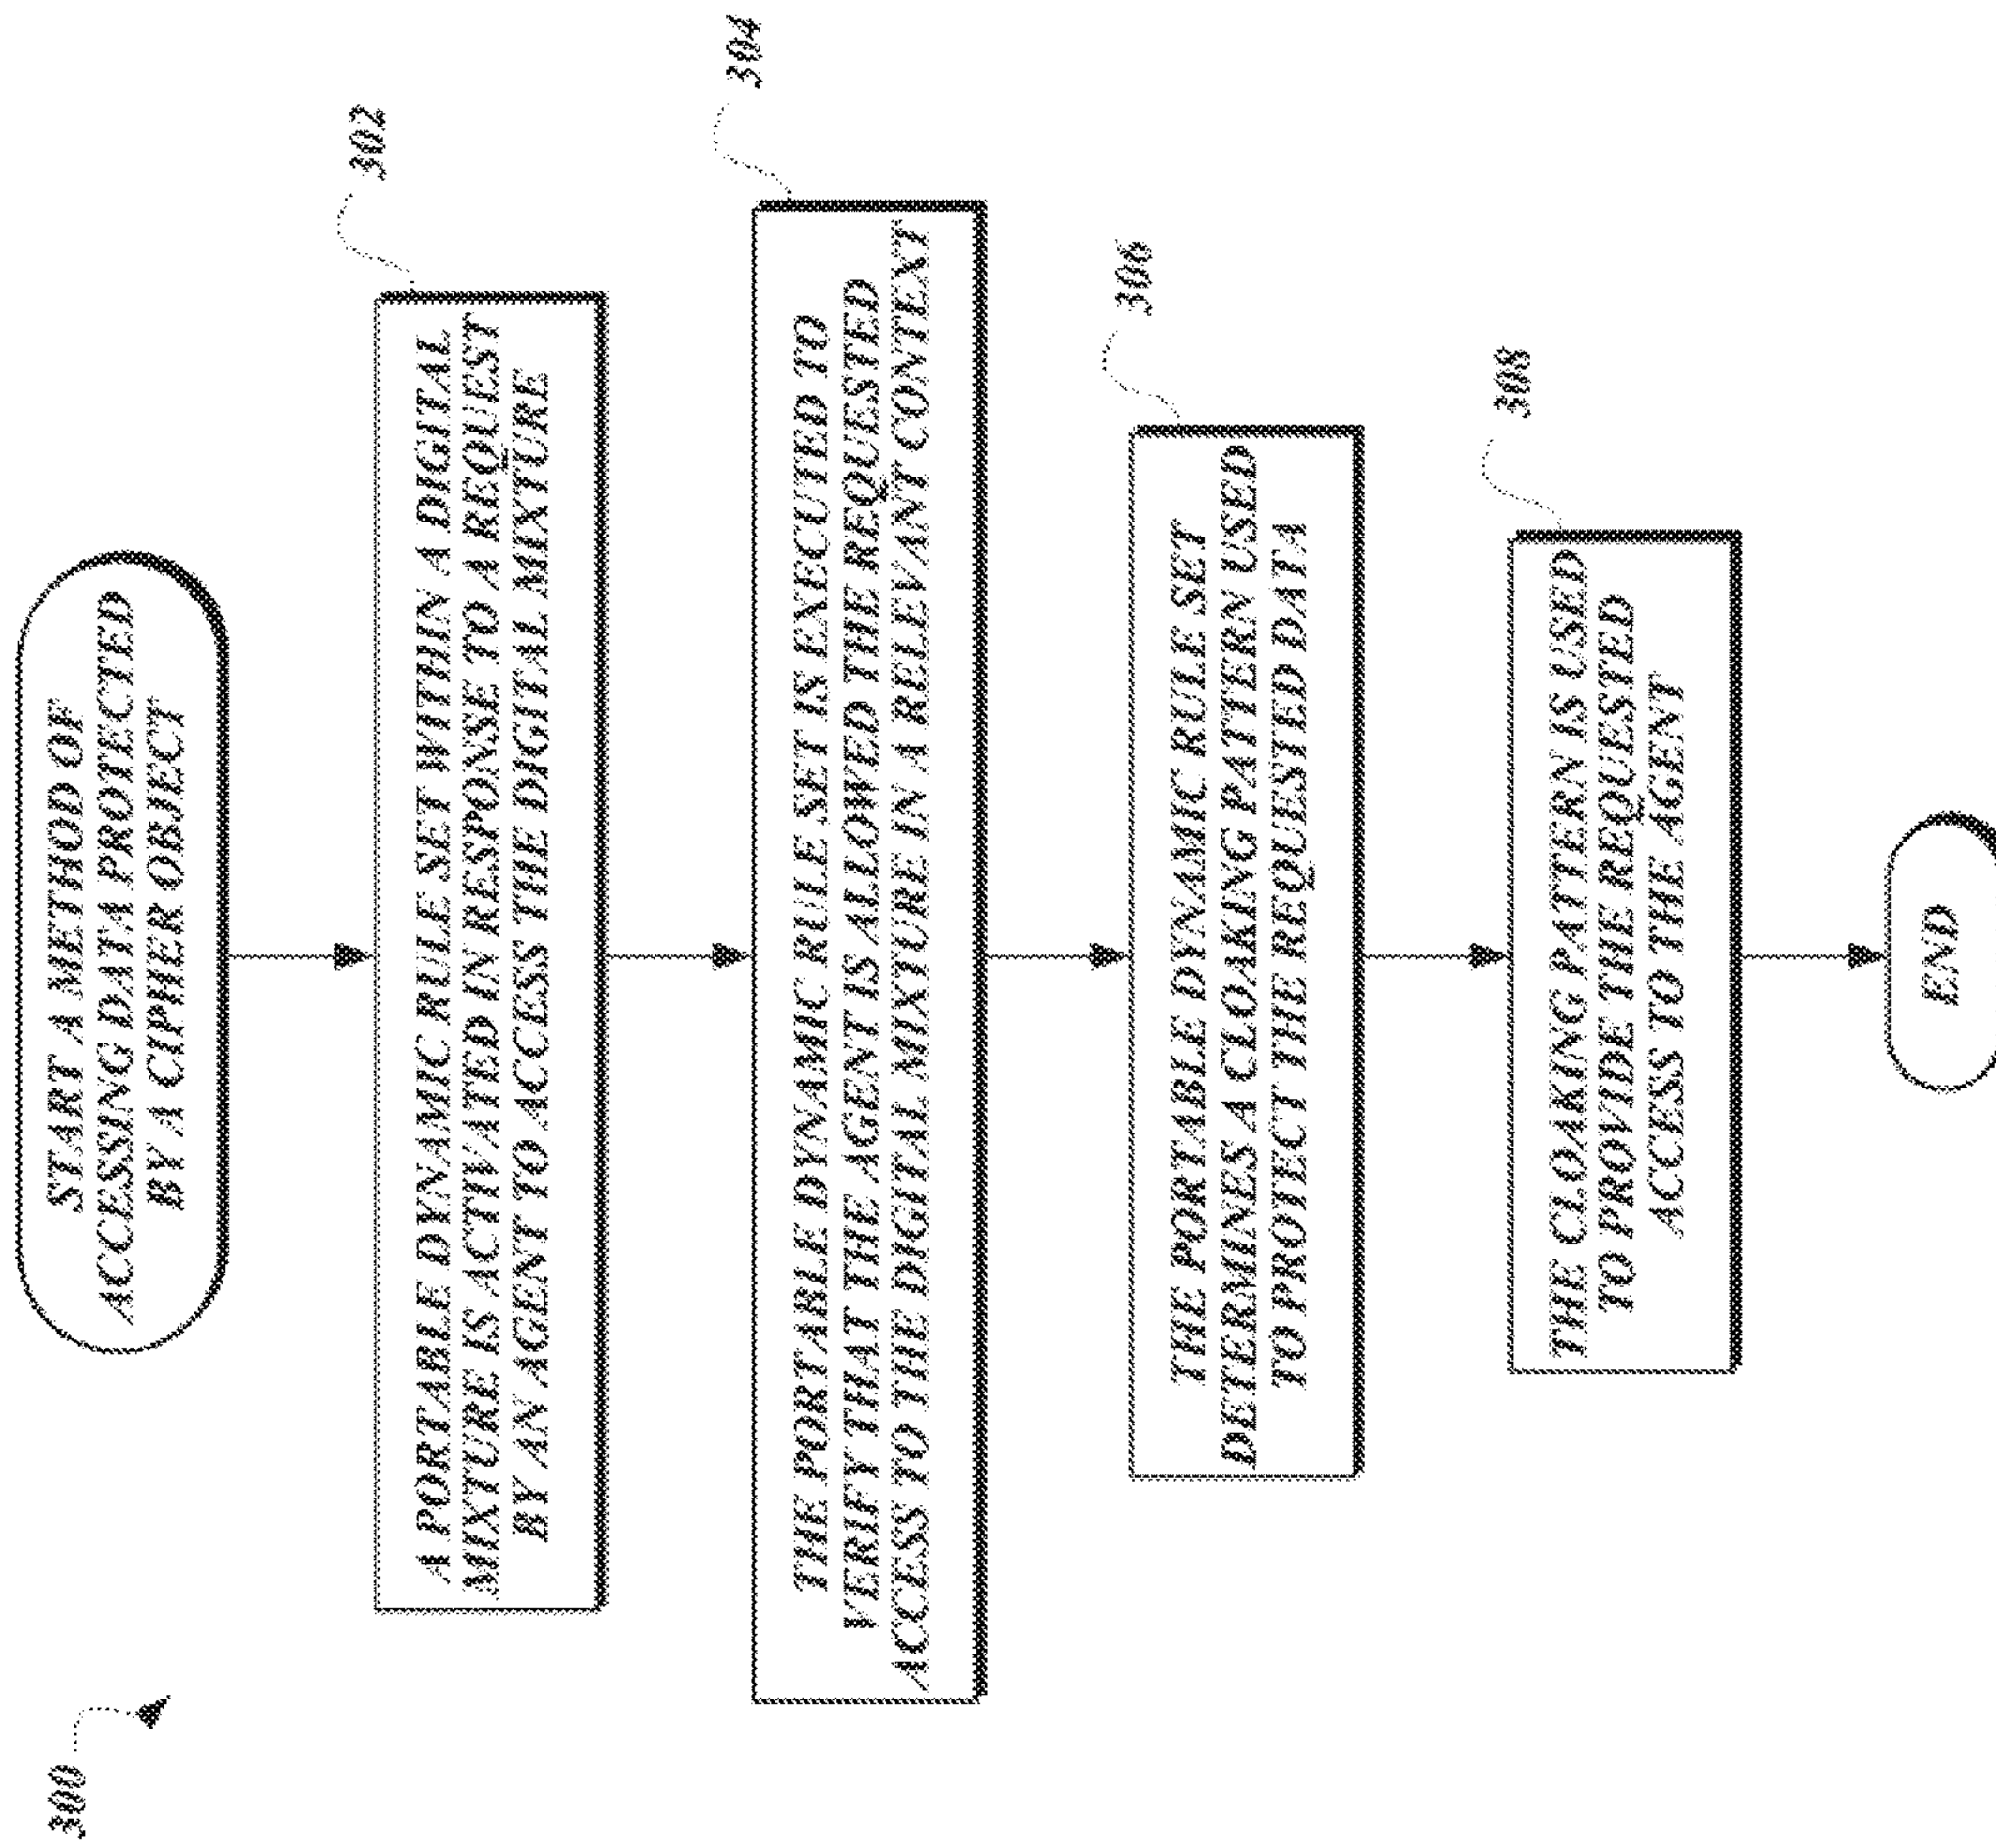 300
START A METHOD OF
ACCESSING DATA PROTECTED
BY A CIPHER OBJECT
302
A PORTABLE DYNAMIC RULE SET WITHIN A DIGITAL
MIXTURE IS ACTIVATED IN RESPONSE TO A REQUEST
BY AN AGENT TO ACCESS THE DIGITAL MIXTURE
304
THE PORTABLE DYNAMIC RULE SET IS EXECUTED TO
VERIFY THAT THE AGENT IS ALLOWED THE REQUESTED
ACCESS TO THE DIGITAL MIXTURE IN A RELEVANT CONTEXT
306
THE PORTABLE DYNAMIC RULE SET
DETERMINES A CLOAKING PATTERN USED
TO PROTECT THE REQUESTED DATA
308
THE CLOAKING PATTERN IS USED
TO PROVIDE THE REQUESTED
ACCESS TO THE AGENT
END